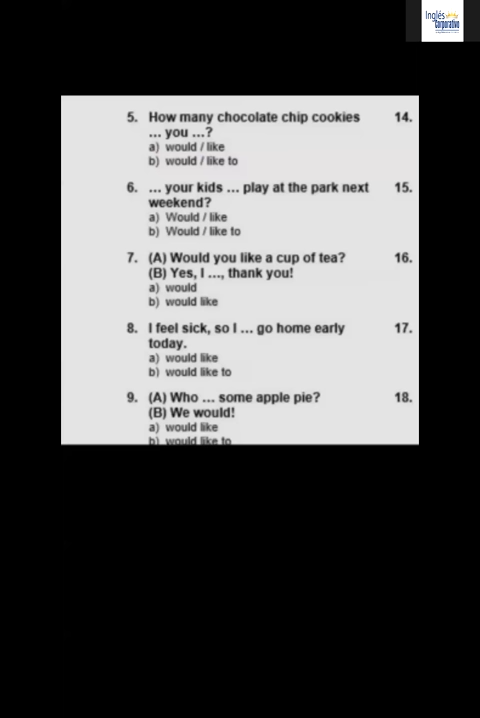 Inglés
Corporativo
5. How many chocolate chip cookies 14.
... you ...?
a) would / like
b) would / like to
6. ... your kids ... play at the park next 15.
weekend?
a) Would / like
b) Would / like to
7. (A) Would you like a cup of tea? 16.
(B) Yes, I ..., thank you!
a) would
b) would like
8. I feel sick, so I ... go home early 17.
today.
a) would like
b) would like to
9. (A) Who ... some apple pie? 18.
(B) We would!
a) would like
b) would like to